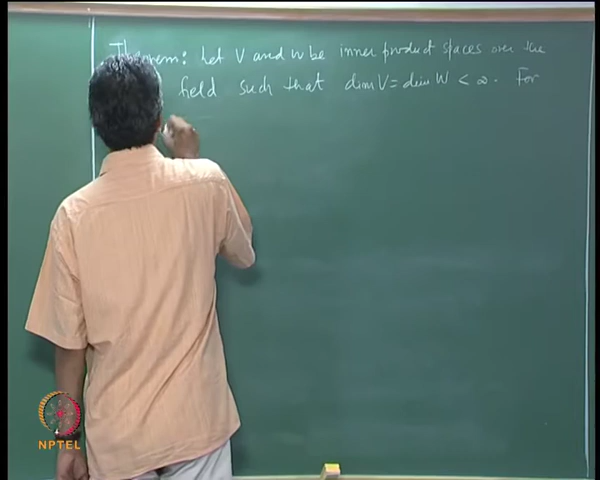 Theorem: Let V and W be inner product spaces over the
field such that dim V = dim W < ∞. For
NPTEL